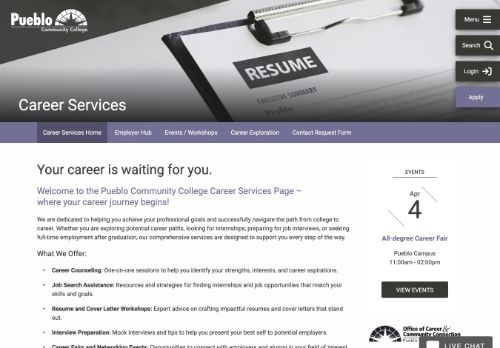 Pueblo
Community College
Menu
Search
Login
Apply
RESUME
EXECUTIVE SUMMARY
Profile
Career Services
Career Services Home
Employer Hub
Events / Workshops
Career Exploration
Contact Request Form
Your career is waiting for you.
Welcome to the Pueblo Community College Career Services Page –
where your career journey begins!
We are dedicated to helping you achieve your professional goals and successfully navigate the path from college to
career. Whether you are exploring potential career paths, looking for internships, preparing for job interviews, or seeking
full-time employment after graduation, our comprehensive services are designed to support you every step of the way.
What We Offer:
Career Counseling: One-on-one sessions to help you identify your strengths, interests, and career aspirations.
Job Search Assistance: Resources and strategies for finding internships and job opportunities that match your
skills and goals.
Resume and Cover Letter Workshops: Expert advice on crafting impactful resumes and cover letters that stand
out.
Interview Preparation: Mock interviews and tips to help you present your best self to potential employers.
Career Fairs and Networking Events: Opportunities to connect with employers and alumni in your field of interest.
EVENTS
Apr
4
All-degree Career Fair
Pueblo Campus
11:00am - 02:00pm
VIEW EVENTS
Office of Career &
Community Connection
Pueblo
LIVE CHAT